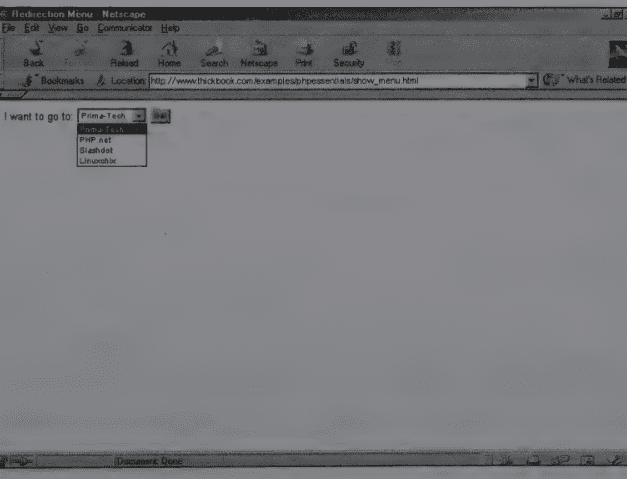 Redirection Menu - Netscape
File Edit View Go Communicator Help
Back Reload Home Search Netscape Print Security
Bookmarks Location: http://www.thickbook.com/examples/phpessentials/show_menu.html What's Related
I want to go to: Prima-Tech
Prima-Tech
PHP.net
Slashdot
Linuxchix
Document: Done